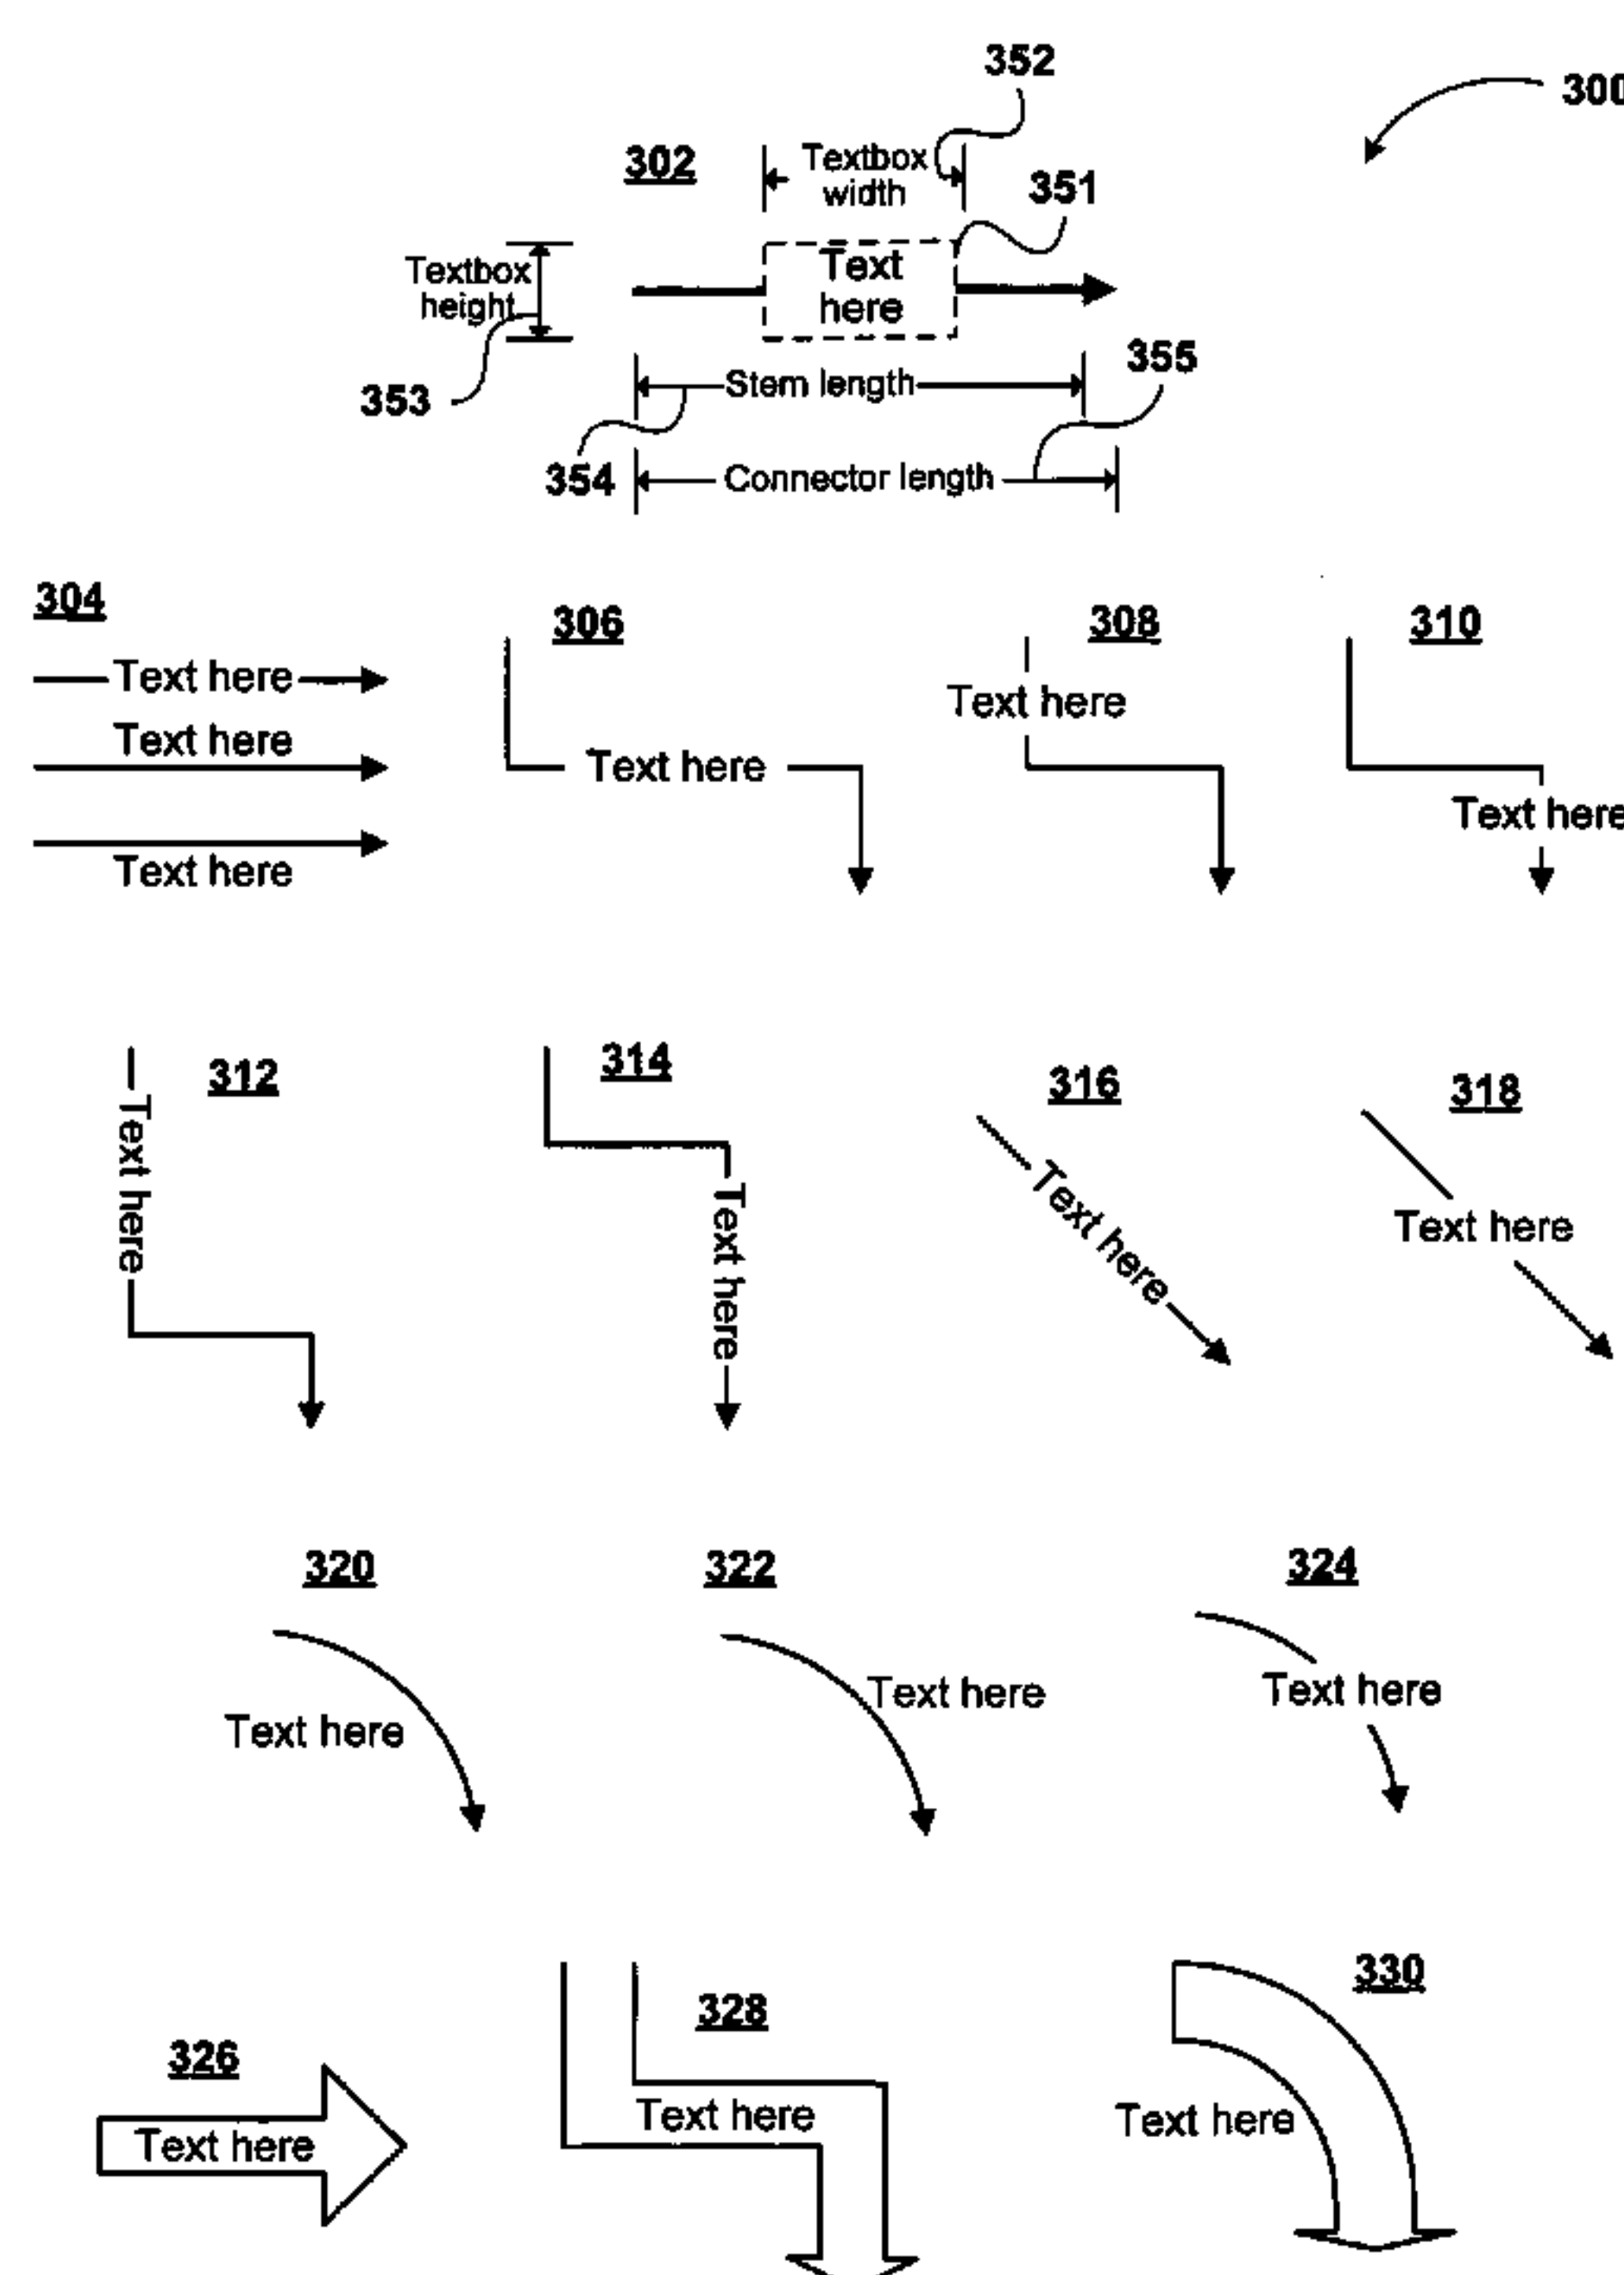 352
300
302
Textbox
width
351
Textbox
height
Text
here
353
Stem length
355
354
Connector length
304
306
308
310
Text here
Text here
Text here
Text here
Text here
Text here
Text here
312
314
316
318
Text here
Text here
Text here
Text here
320
322
324
Text here
Text here
Text here
326
328
330
Text here
Text here
Text here